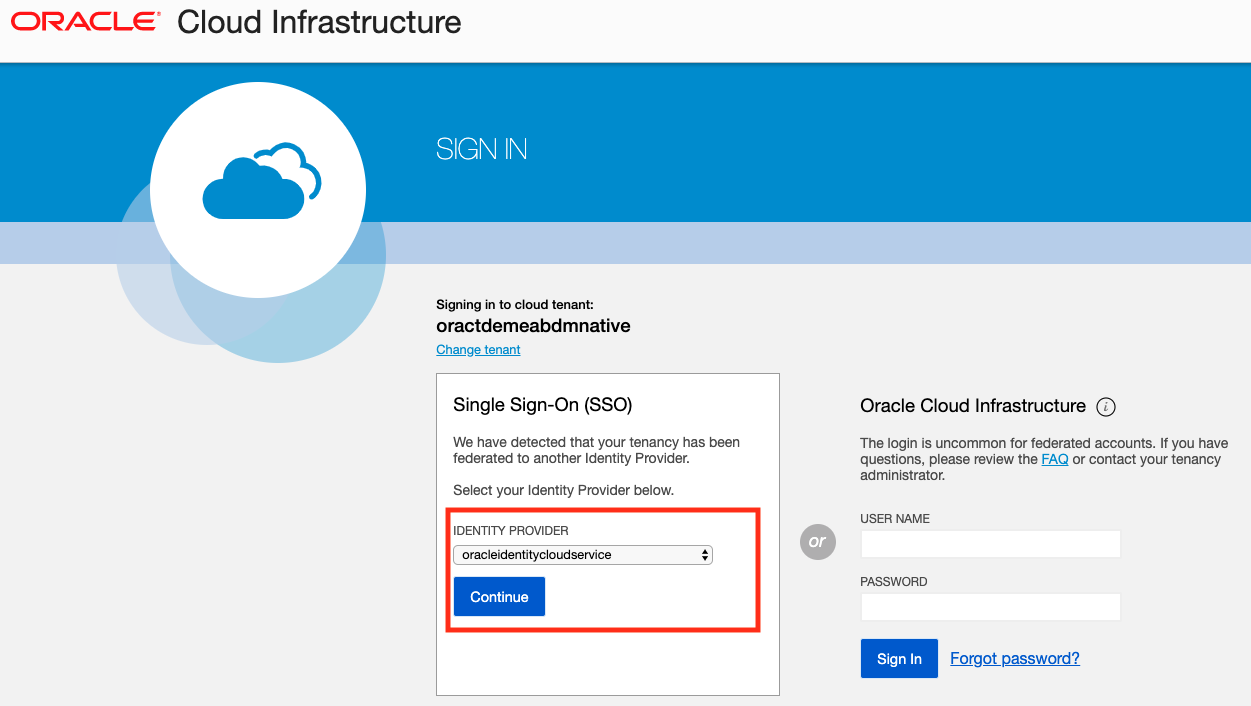 ORACLE® Cloud Infrastructure
SIGN IN
Signing in to cloud tenant:
oractdemeabdmnative
Change tenant
Single Sign-On (SSO)
We have detected that your tenancy has been
federated to another Identity Provider.
Select your Identity Provider below.
IDENTITY PROVIDER
oracleidentitycloudservice
Continue
or
Oracle Cloud Infrastructure i
The login is uncommon for federated accounts. If you have
questions, please review the FAQ or contact your tenancy
administrator.
USER NAME
PASSWORD
Sign In Forgot password?